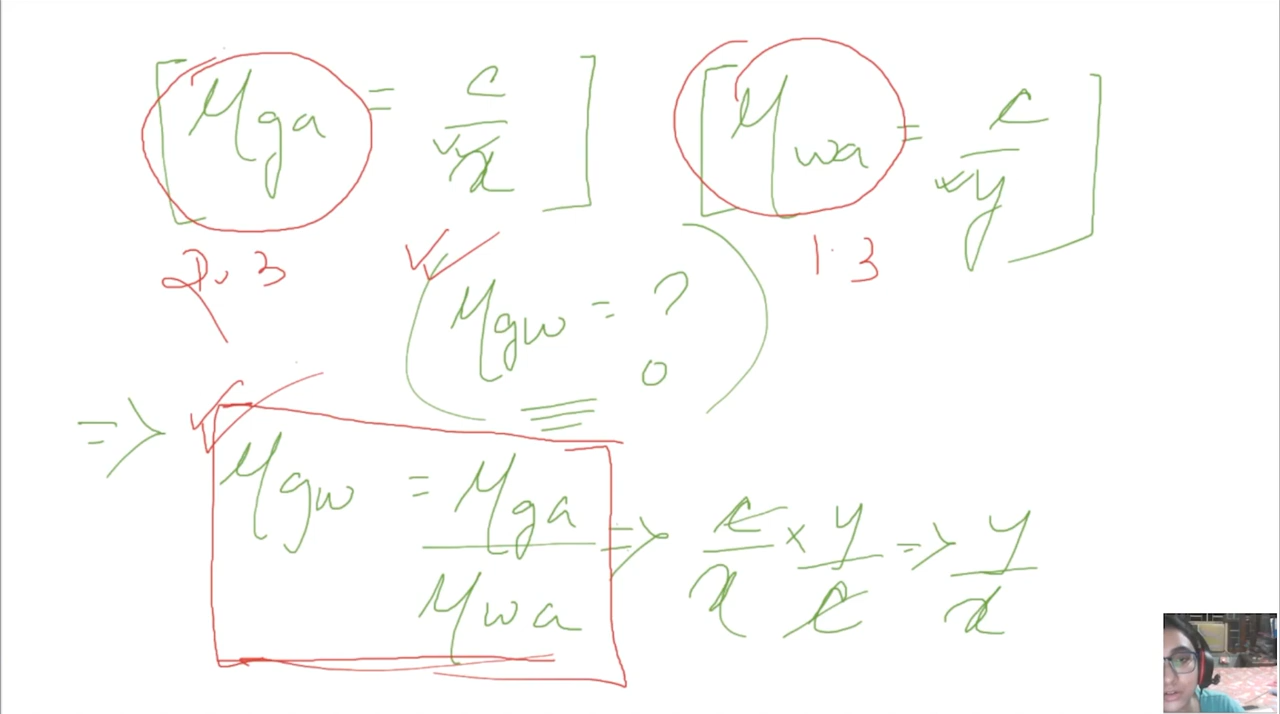 [μga = c/x] [μwa = c/y]
2.3 1.3
(μgw = ?)
=> μgw = μga/μwa => c/x × y/c => y/x